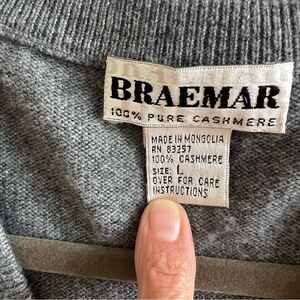 BRAEMAR
100% PURE CASHMERE
MADE IN MONGOLIA
RN 83257
100% CASHMERE
SIZE: L
OVER FOR CARE
INSTRUCTIONS